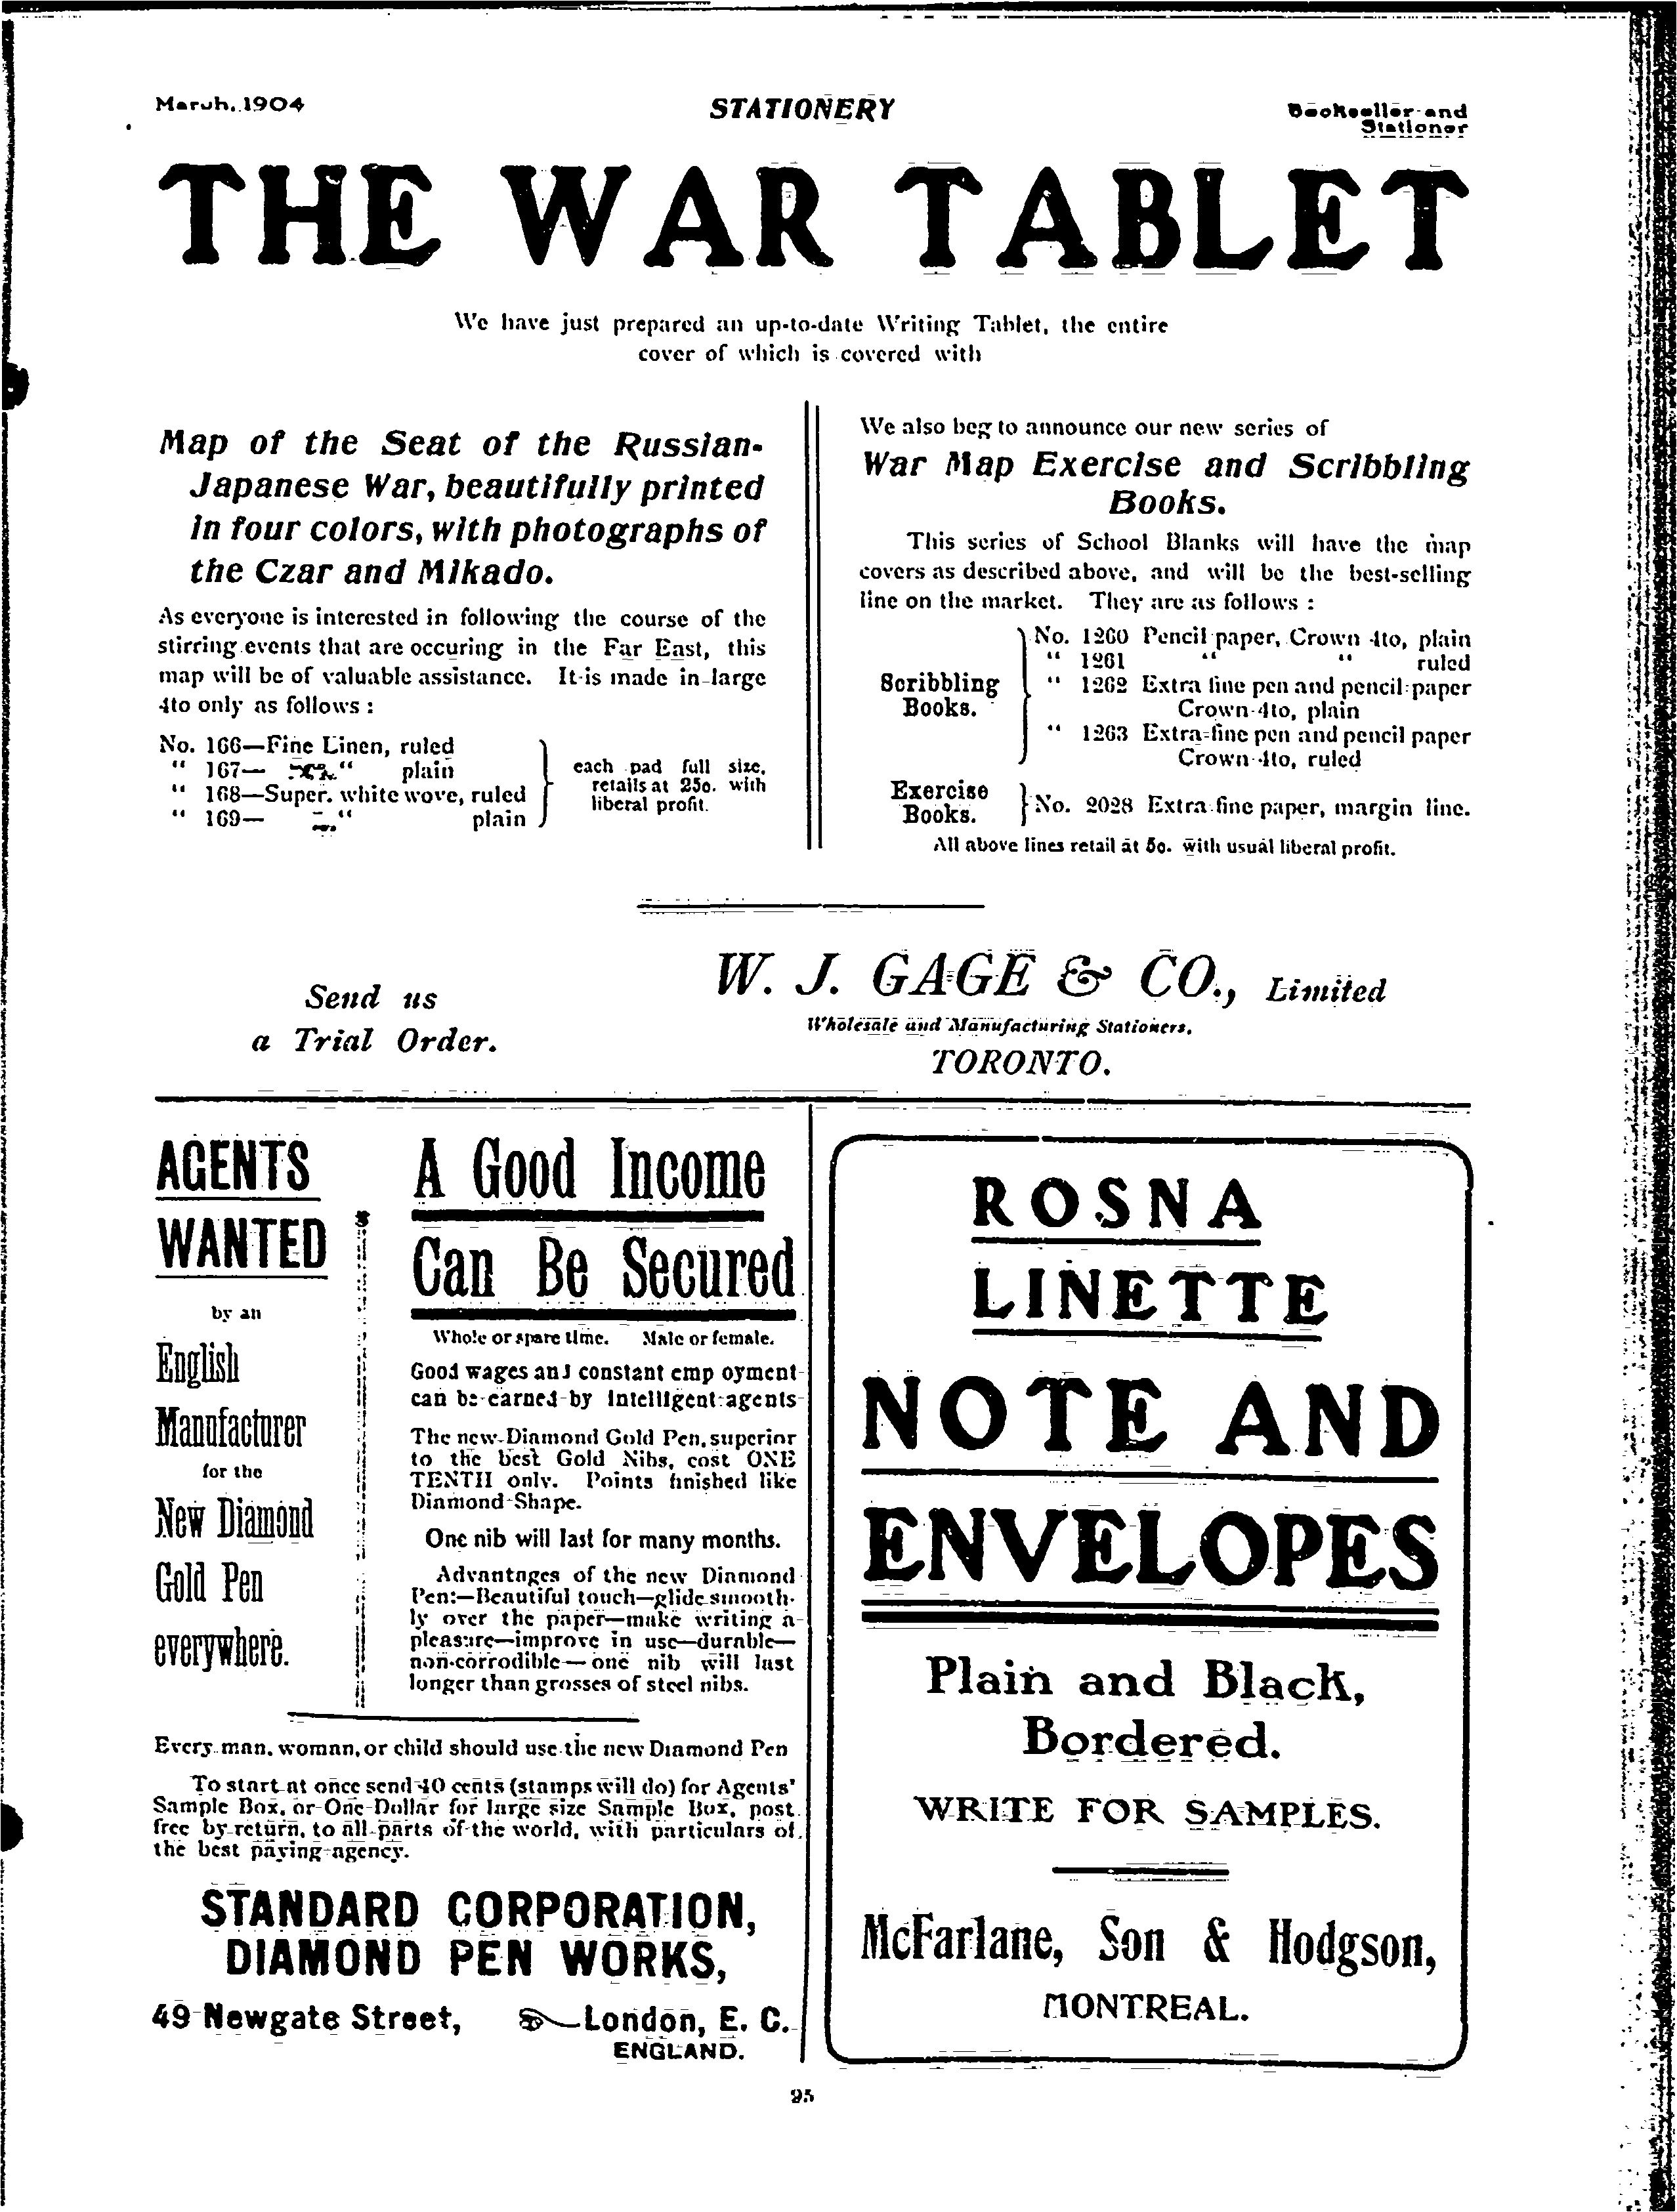 March, 1904
STATIONERY
Bookseller and
Stationer
THE WAR TABLET
We have just prepared an up-to-date Writing Tablet, the entire
cover of which is covered with
Map of the Seat of the Russian-
Japanese War, beautifully printed
in four colors, with photographs of
the Czar and Mikado.
As everyone is interested in following the course of the
stirring events that are occuring in the Far East, this
map will be of valuable assistance. It is made in large
4to only as follows :
No. 166—Fine Linen, ruled
“ 167— “ plain
“ 168—Super. white wove, ruled
“ 169— “ plain
each pad full size,
retails at 25c. with
liberal profit.
We also beg to announce our new series of
War Map Exercise and Scribbling
Books.
This series of School Blanks will have the map
covers as described above, and will be the best-selling
line on the market. They are as follows :
Scribbling
Books.
No. 1260 Pencil paper, Crown 4to, plain
“ 1261 “ “ ruled
“ 1262 Extra fine pen and pencil paper
Crown 4to, plain
“ 1263 Extra fine pen and pencil paper
Crown 4to, ruled
Exercise
Books.
No. 2028 Extra fine paper, margin line.
All above lines retail at 5c. with usual liberal profit.
Send us
a Trial Order.
W. J. GAGE & CO., Limited
Wholesale and Manufacturing Stationers,
TORONTO.
AGENTS
WANTED
by an
English
Manufacturer
for the
New Diamond
Gold Pen
everywhere.
A Good Income
Can Be Secured
Whole or spare time. Male or female.
Good wages and constant emp oyment
can be earned by intelligent agents
The new Diamond Gold Pen, superior
to the best Gold Nibs, cost ONE
TENTH only. Points finished like
Diamond Shape.
One nib will last for many months.
Advantages of the new Diamond
Pen:—Beautiful touch—glide smooth-
ly over the paper—make writing a
pleasure—improve in use—durable—
non-corrodible—one nib will last
longer than grosses of steel nibs.
Every man, woman, or child should use the new Diamond Pen
To start at once send 40 cents (stamps will do) for Agents'
Sample Box, or One Dollar for large size Sample Box, post
free by return, to all parts of the world, with particulars of
the best paying agency.
STANDARD CORPORATION,
DIAMOND PEN WORKS,
49 Newgate Street, London, E. C.
ENGLAND.
ROSNA
LINETTE
NOTE AND
ENVELOPES
Plain and Black,
Bordered.
WRITE FOR SAMPLES.
McFarlane, Son & Hodgson,
MONTREAL.
95